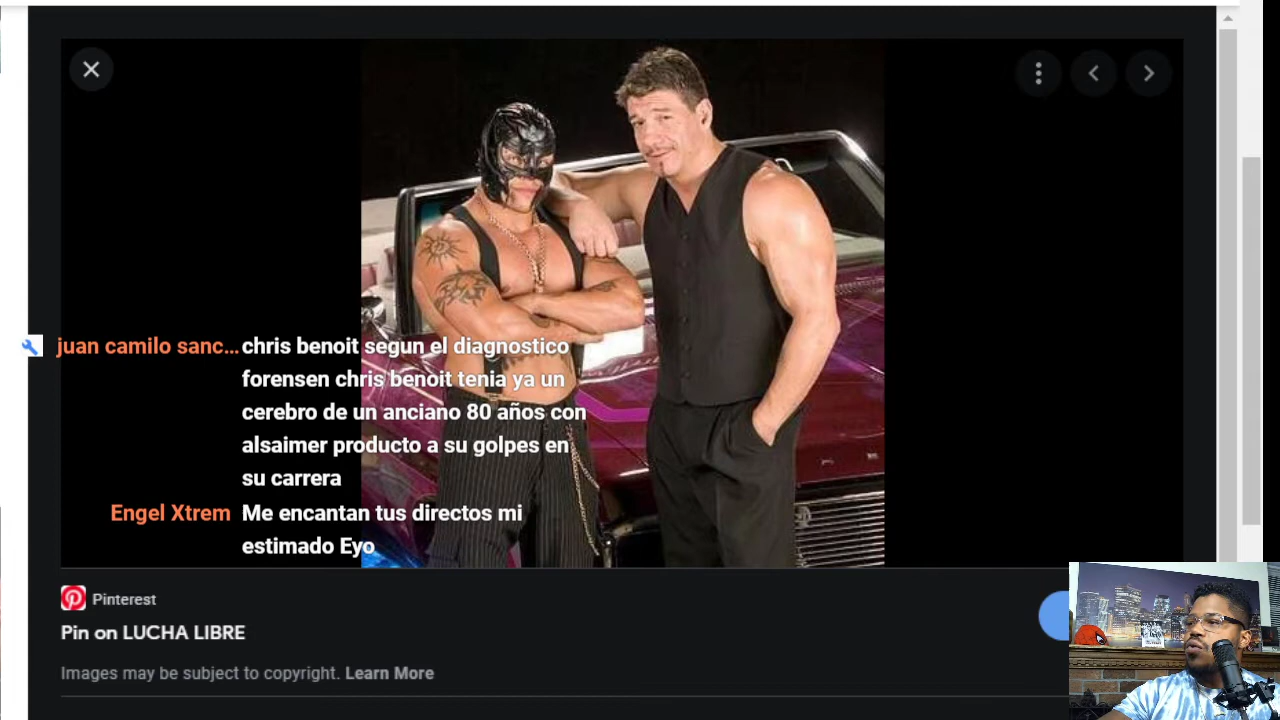 juan camilo sanc... chris benoit segun el diagnostico
forensen chris benoit tenia ya un
cerebro de un anciano 80 años con
alsaimer producto a su golpes en
su carrera
Engel Xtrem Me encantan tus directos mi
estimado Eyo
Pinterest
Pin on LUCHA LIBRE
Images may be subject to copyright. Learn More